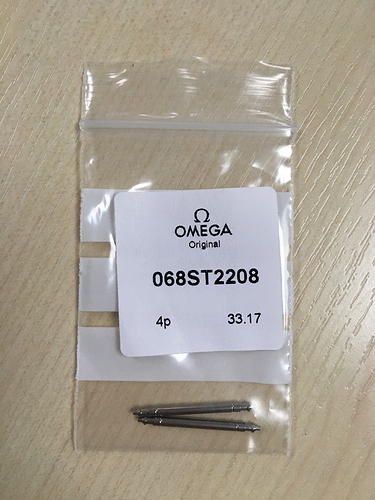 Ω
OMEGA
Original
068ST2208
4p 33.17